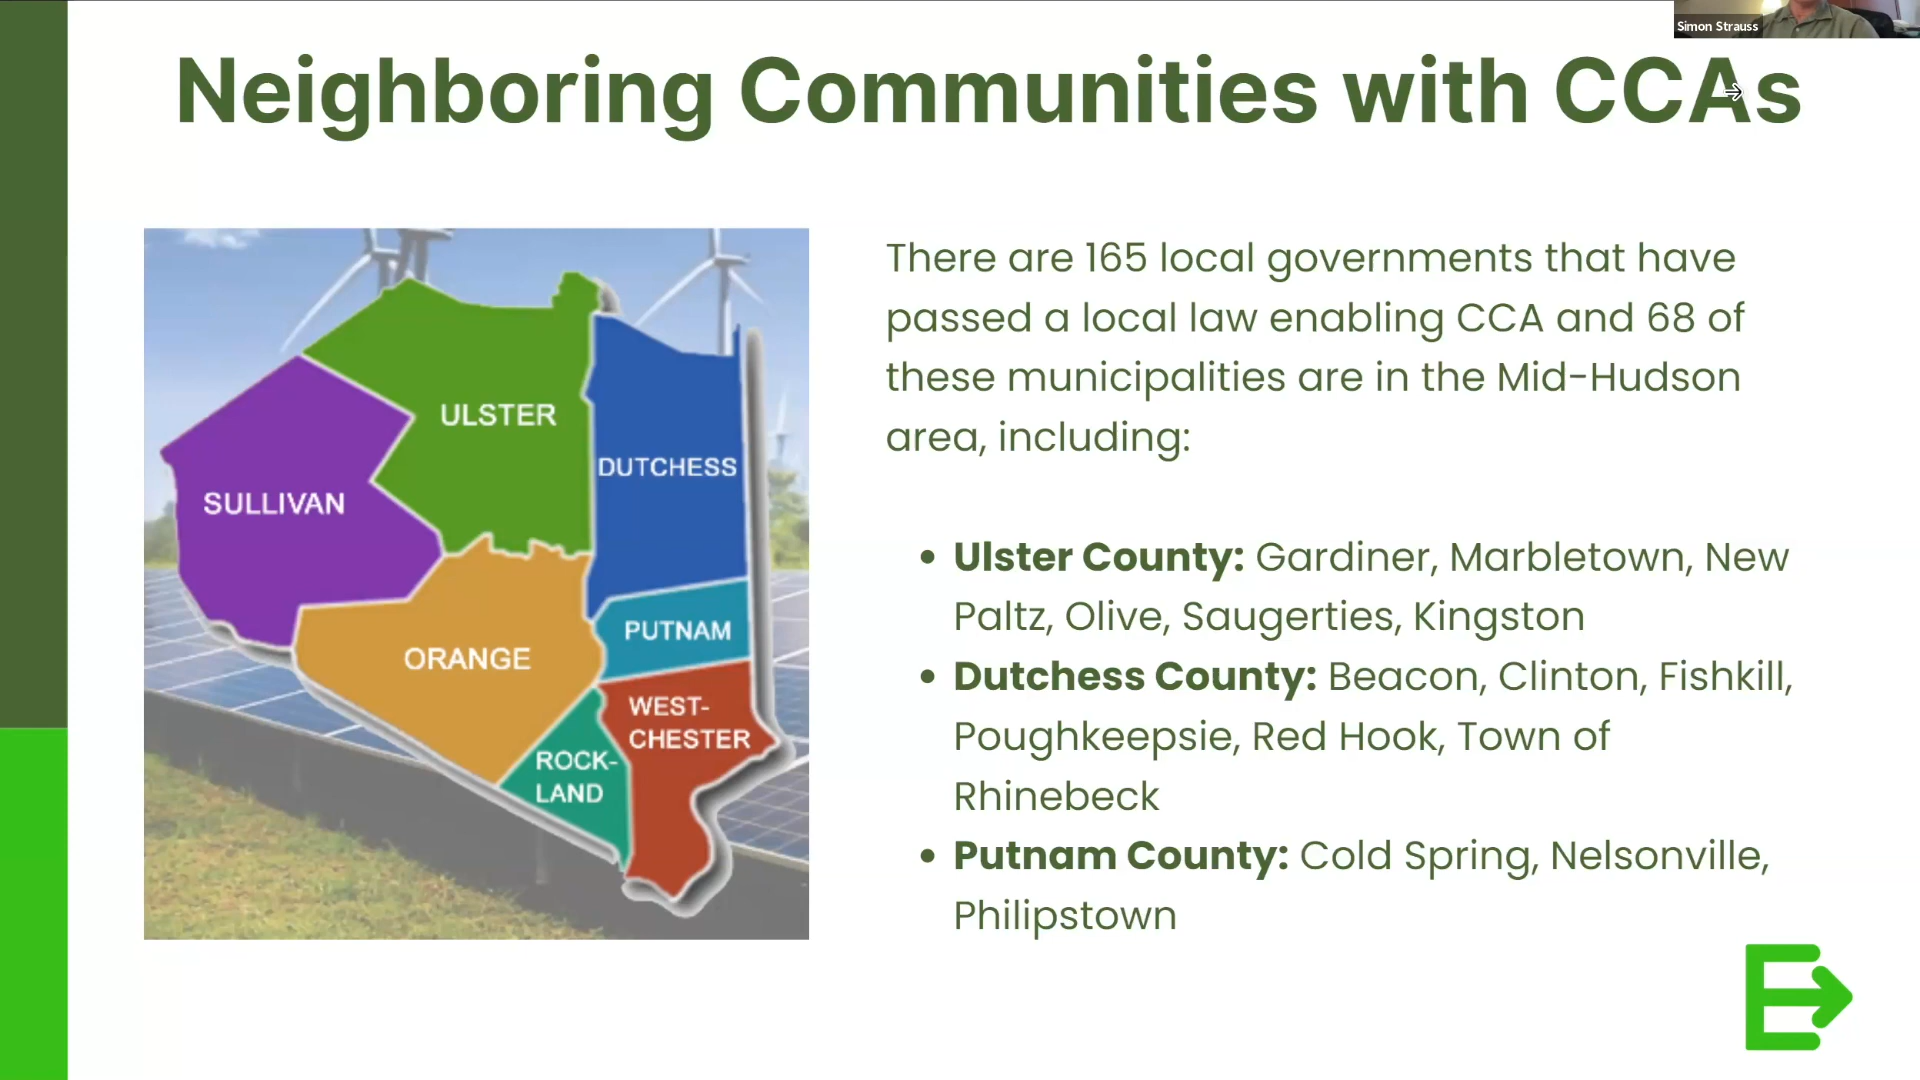 Simon Strauss
Neighboring Communities with CCAs
There are 165 local governments that have
passed a local law enabling CCA and 68 of
these municipalities are in the Mid-Hudson
area, including:
• Ulster County: Gardiner, Marbletown, New
Paltz, Olive, Saugerties, Kingston
• Dutchess County: Beacon, Clinton, Fishkill,
Poughkeepsie, Red Hook, Town of
Rhinebeck
• Putnam County: Cold Spring, Nelsonville,
Philipstown
ULSTER
DUTCHESS
SULLIVAN
PUTNAM
ORANGE
WEST-
CHESTER
ROCK-
LAND